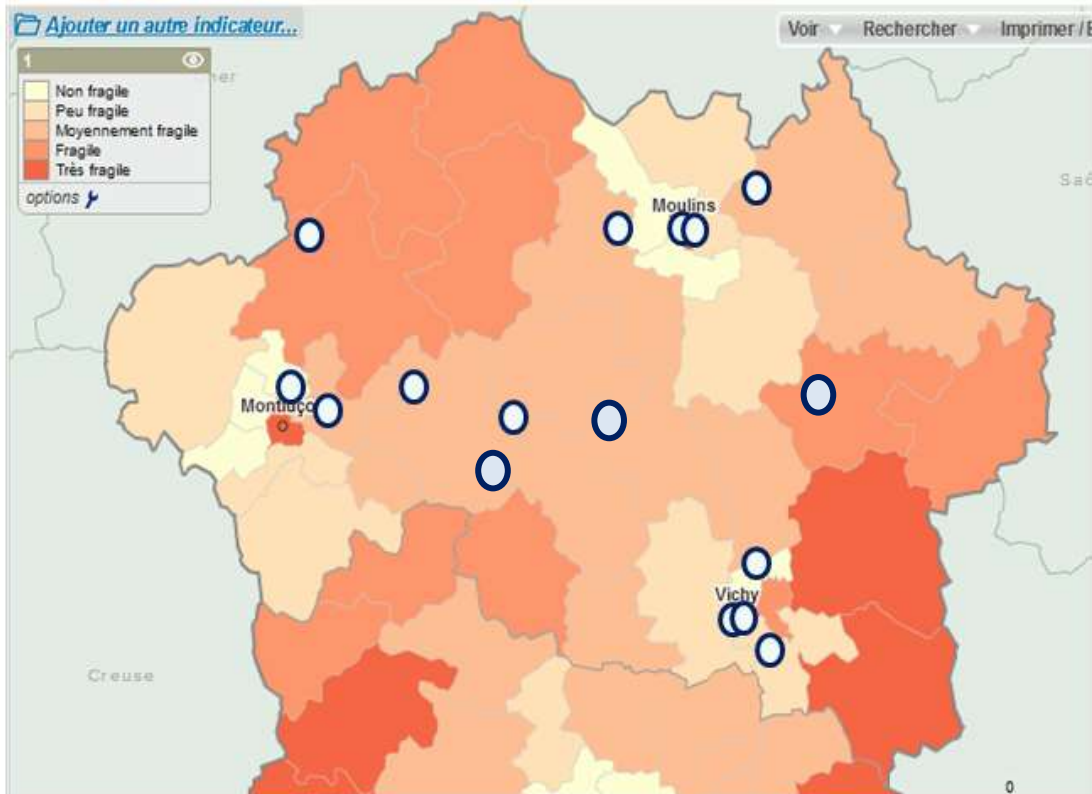 Ajouter un autre indicateur...
Voir Rechercher Imprimer / E
1
Non fragile
Peu fragile
Moyennement fragile
Fragile
Très fragile
options
Moulins
Vichy
Creuse
0